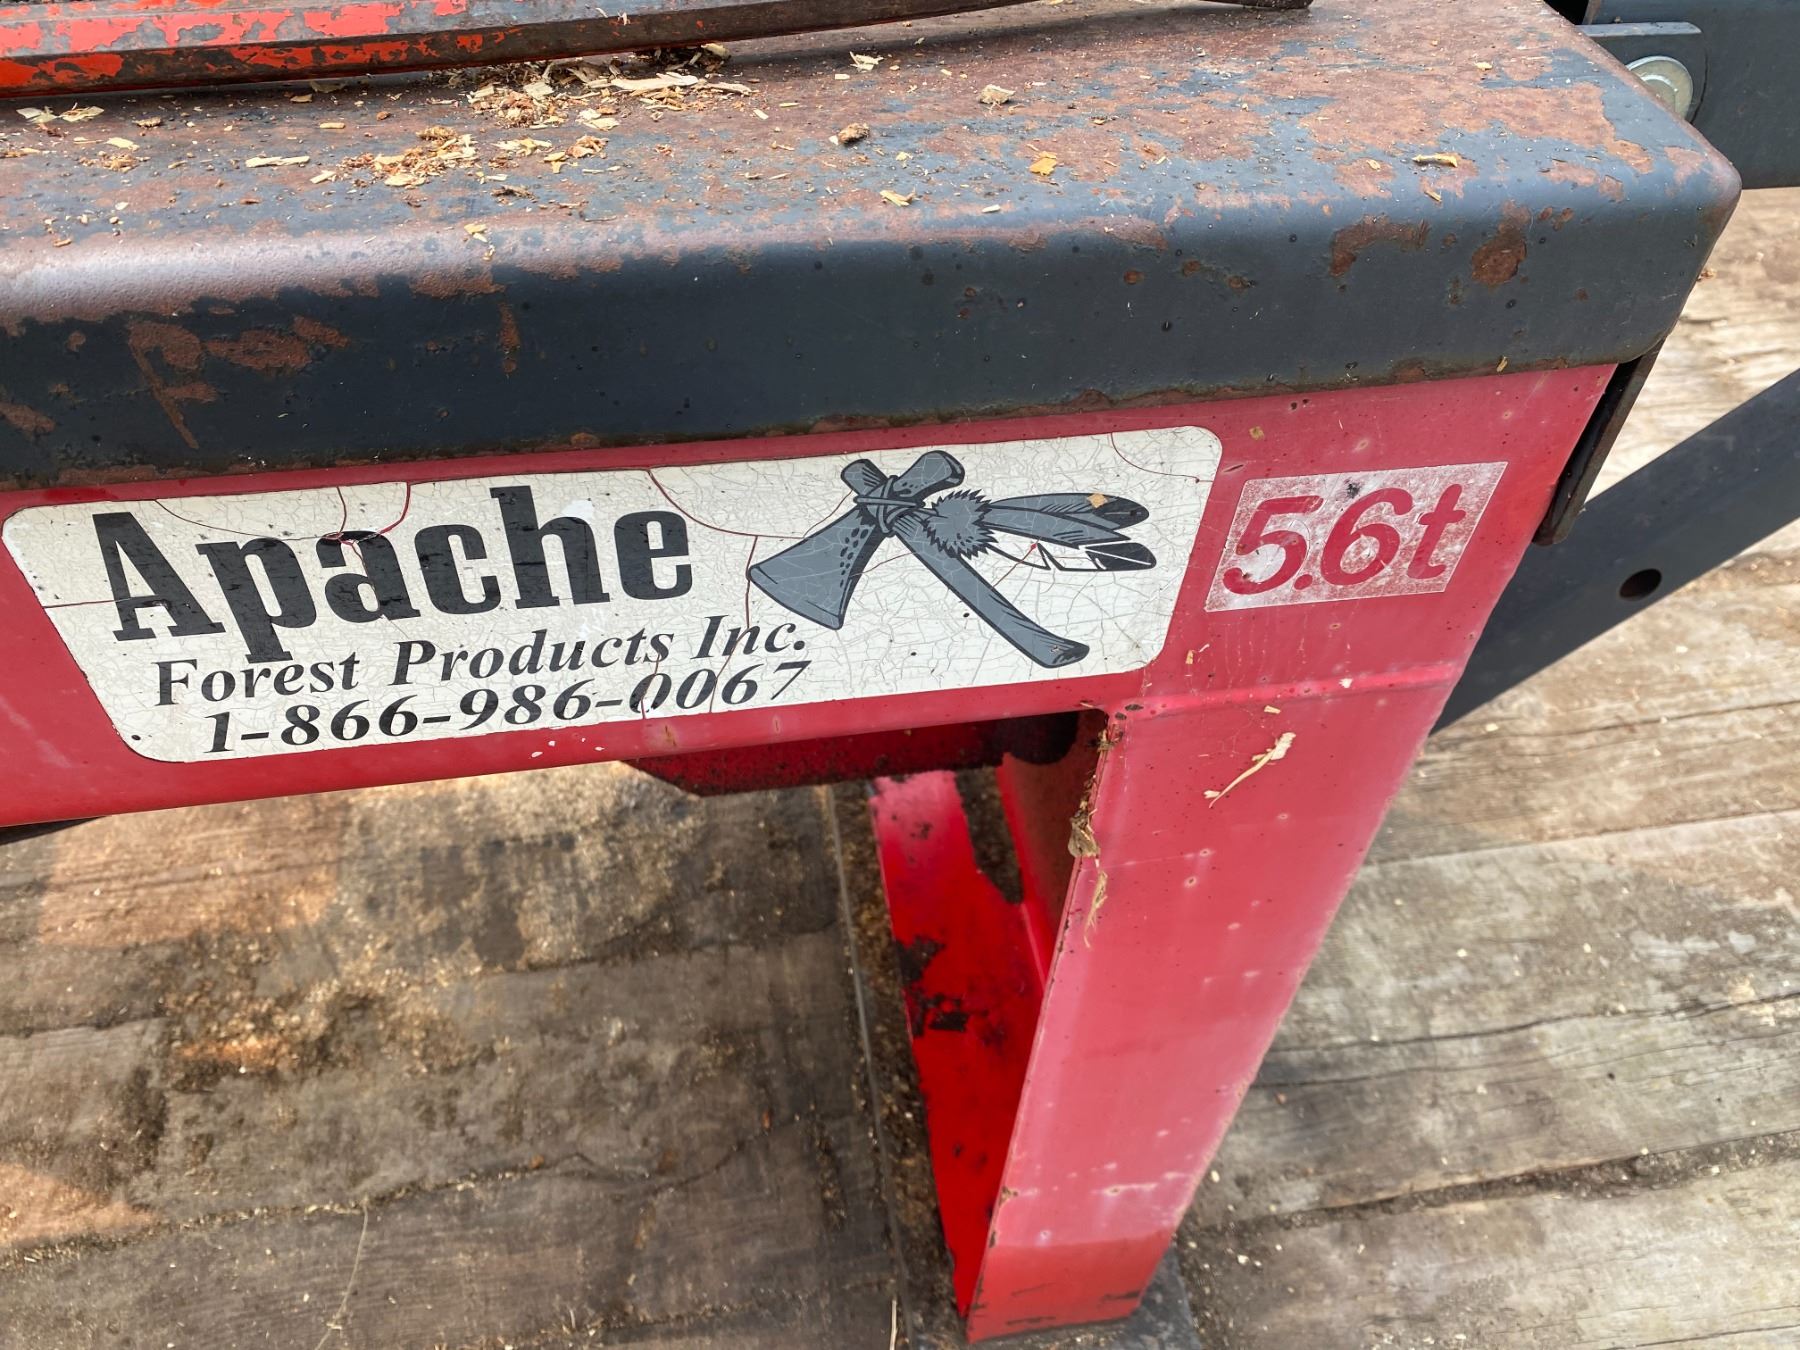 Apache
Forest Products Inc.
1-866-986-0067
5.6t